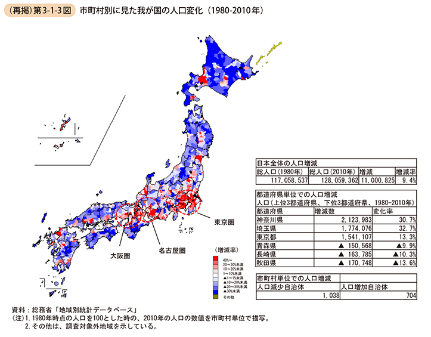 (再掲)第3-1-3図 市町村別に見た我が国の人口変化(1980-2010年)
東京圏
名古屋圏
大阪圏
(増減率)
その他
日本全体の人口増減
総人口(1980年) 総人口(2010年) 増減 増減率
117,058,537 128,059,362 11,000,825 9.4%
都道府県単位での人口増減
人口(上位3都道府県、下位3都道府県、1980-2010年)
都道府県 増減数 変化率
神奈川県 2,123,983 30.7%
埼玉県 1,774,076 32.7%
東京都 1,541,107 13.3%
青森県 ▲ 150,568 ▲9.9%
長崎県 ▲ 163,785 ▲10.3%
秋田県 ▲ 170,748 ▲13.6%
市町村単位での人口増減
人口減少自治体 人口増加自治体
1,038 704
資料:総務省「地域別統計データベース」
(注)1. 1980年時点の人口を100とした時の、2010年の人口の数値を市町村単位で描写。
2. その他は、調査対象外地域を示している。